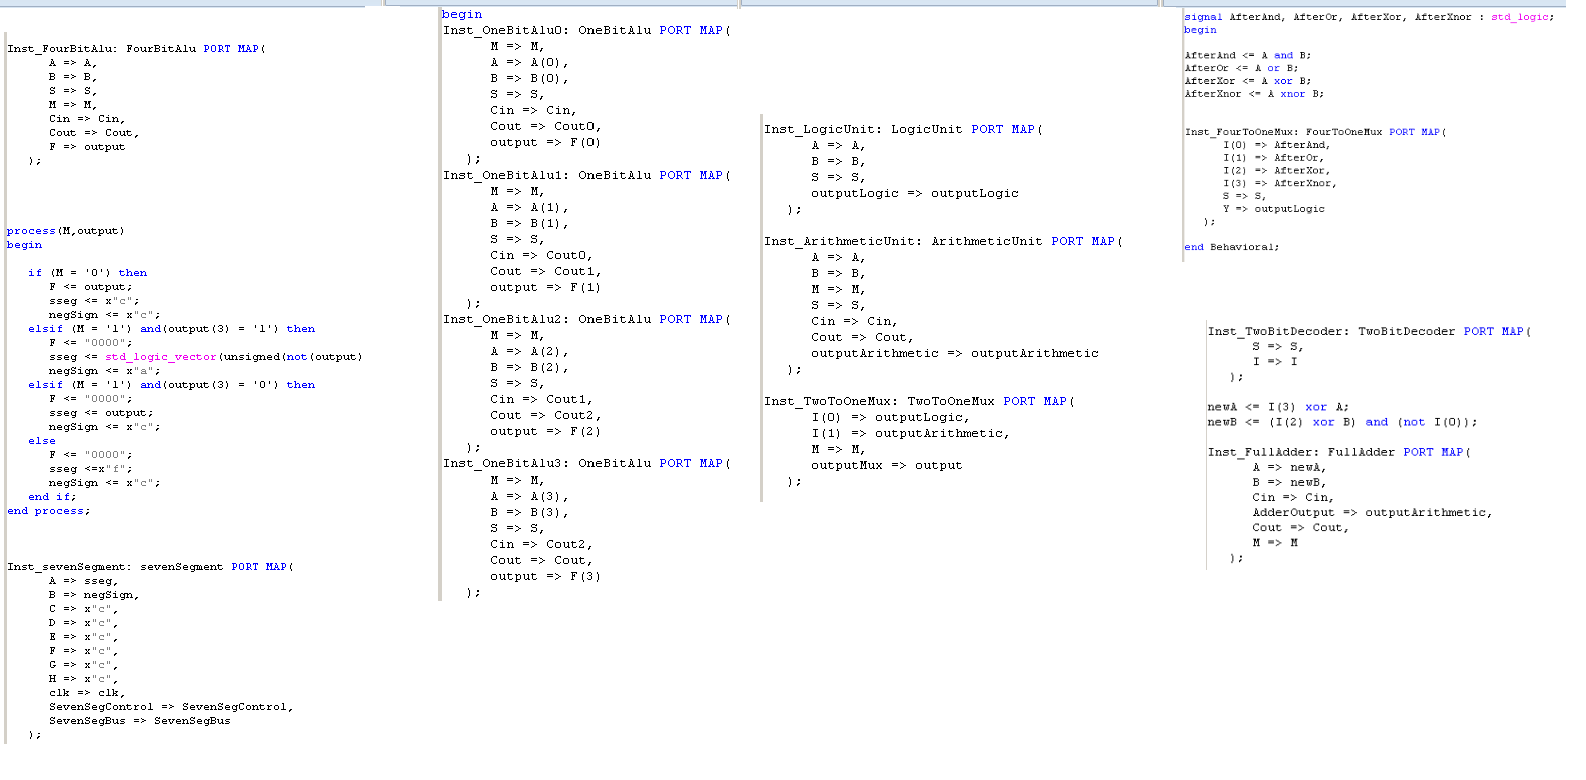 Inst_FourBitAlu: FourBitAlu PORT MAP(
A => A,
B => B,
S => S,
M => M,
Cin => Cin,
Cout => Cout,
F => output
);
process(M,output)
begin
if (M = '0') then
F <= output;
sseg <= x"c";
negSign <= x"c";
elsif (M = '1') and(output(3) = '1') then
F <= "0000";
sseg <= std_logic_vector(unsigned(not(output)
negSign <= x"a";
elsif (M = '1') and(output(3) = '0') then
F <= "0000";
sseg <= output;
negSign <= x"c";
else
F <= "0000";
sseg <=x"f";
negSign <= x"c";
end if;
end process;
Inst_sevenSegment: sevenSegment PORT MAP(
A => sseg,
B => negSign,
C => x"c",
D => x"c",
E => x"c",
F => x"c",
G => x"c",
H => x"c",
clk => clk,
SevenSegControl => SevenSegControl,
SevenSegBus => SevenSegBus
);
begin
Inst_OneBitAlu0: OneBitAlu PORT MAP(
M => M,
A => A(0),
B => B(0),
S => S,
Cin => Cin,
Cout => Cout0,
output => F(0)
);
Inst_OneBitAlu1: OneBitAlu PORT MAP(
M => M,
A => A(1),
B => B(1),
S => S,
Cin => Cout0,
Cout => Cout1,
output => F(1)
);
Inst_OneBitAlu2: OneBitAlu PORT MAP(
M => M,
A => A(2),
B => B(2),
S => S,
Cin => Cout1,
Cout => Cout2,
output => F(2)
);
Inst_OneBitAlu3: OneBitAlu PORT MAP(
M => M,
A => A(3),
B => B(3),
S => S,
Cin => Cout2,
Cout => Cout,
output => F(3)
);
Inst_LogicUnit: LogicUnit PORT MAP(
A => A,
B => B,
S => S,
outputLogic => outputLogic
);
Inst_ArithmeticUnit: ArithmeticUnit PORT MAP(
A => A,
B => B,
M => M,
S => S,
Cin => Cin,
Cout => Cout,
outputArithmetic => outputArithmetic
);
Inst_TwoToOneMux: TwoToOneMux PORT MAP(
I(0) => outputLogic,
I(1) => outputArithmetic,
M => M,
outputMux => output
);
signal AfterAnd, AfterOr, AfterXor, AfterXnor : std_logic;
begin
AfterAnd <= A and B;
AfterOr <= A or B;
AfterXor <= A xor B;
AfterXnor <= A xnor B;
Inst_FourToOneMux: FourToOneMux PORT MAP(
I(0) => AfterAnd,
I(1) => AfterOr,
I(2) => AfterXor,
I(3) => AfterXnor,
S => S,
Y => outputLogic
);
end Behavioral;
Inst_TwoBitDecoder: TwoBitDecoder PORT MAP(
S => S,
I => I
);
newA <= I(3) xor A;
newB <= (I(2) xor B) and (not I(0));
Inst_FullAdder: FullAdder PORT MAP(
A => newA,
B => newB,
Cin => Cin,
AdderOutput => outputArithmetic,
Cout => Cout,
M => M
);